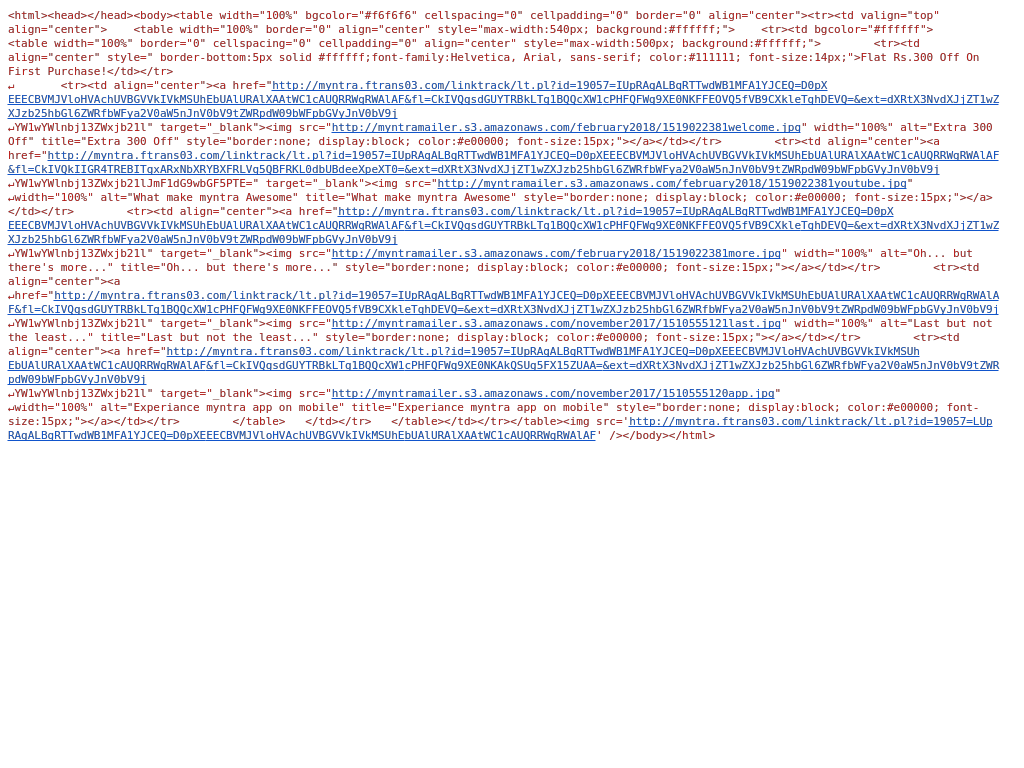 <html><head></head><body><table width="100%" bgcolor="#f6f6f6" cellspacing="0" cellpadding="0" border="0" align="center"><tr><td valign="top"
align="center">    <table width="100%" border="0" align="center" style="max-width:540px; background:#ffffff;">    <tr><td bgcolor="#ffffff">
<table width="100%" border="0" cellspacing="0" cellpadding="0" align="center" style="max-width:500px; background:#ffffff;">        <tr><td
align="center" style=" border-bottom:5px solid #ffffff;font-family:Helvetica, Arial, sans-serif; color:#111111; font-size:14px;">Flat Rs.300 Off On
First Purchase!</td></tr>
↵       <tr><td align="center"><a href="http://myntra.ftrans03.com/linktrack/lt.pl?id=19057=IUpRAgALBgRTTwdWB1MFA1YJCEQ=D0pX
EEECBVMJVloHVAchUVBGVVkIVkMSUhEbUAlURAlXAAtWC1cAUQRRWgRWAlAF&fl=CkIVQgsdGUYTRBkLTg1BQQcXW1cPHFQFWg9XE0NKFFEOVQ5fVB9CXkleTghDEVQ=&ext=dXRtX3NvdXJjZT1wZ
XJzb25hbGl6ZWRfbWFya2V0aW5nJnV0bV9tZWRpdW09bWFpbGVyJnV0bV9j
↵YW1wYWlnbj13ZWxjb21l" target="_blank"><img src="http://myntramailer.s3.amazonaws.com/february2018/1519022381welcome.jpg" width="100%" alt="Extra 300
Off" title="Extra 300 Off" style="border:none; display:block; color:#e00000; font-size:15px;"></a></td></tr>        <tr><td align="center"><a
href="http://myntra.ftrans03.com/linktrack/lt.pl?id=19057=IUpRAgALBgRTTwdWB1MFA1YJCEQ=D0pXEEECBVMJVloHVAchUVBGVVkIVkMSUhEbUAlURAlXAAtWC1cAUQRRWgRWAlAF
&fl=CkIVQkIIGR4TREBITgxARxNbXRYBXFRLVg5QBFRKL0dbUBdeeXpeXT0=&ext=dXRtX3NvdXJjZT1wZXJzb25hbGl6ZWRfbWFya2V0aW5nJnV0bV9tZWRpdW09bWFpbGVyJnV0bV9j
↵YW1wYWlnbj13ZWxjb21lJmF1dG9wbGF5PTE=" target="_blank"><img src="http://myntramailer.s3.amazonaws.com/february2018/1519022381youtube.jpg"
↵width="100%" alt="What make myntra Awesome" title="What make myntra Awesome" style="border:none; display:block; color:#e00000; font-size:15px;"></a>
</td></tr>        <tr><td align="center"><a href="http://myntra.ftrans03.com/linktrack/lt.pl?id=19057=IUpRAgALBgRTTwdWB1MFA1YJCEQ=D0pX
EEECBVMJVloHVAchUVBGVVkIVkMSUhEbUAlURAlXAAtWC1cAUQRRWgRWAlAF&fl=CkIVQgsdGUYTRBkLTg1BQQcXW1cPHFQFWg9XE0NKFFEOVQ5fVB9CXkleTghDEVQ=&ext=dXRtX3NvdXJjZT1wZ
XJzb25hbGl6ZWRfbWFya2V0aW5nJnV0bV9tZWRpdW09bWFpbGVyJnV0bV9j
↵YW1wYWlnbj13ZWxjb21l" target="_blank"><img src="http://myntramailer.s3.amazonaws.com/february2018/1519022381more.jpg" width="100%" alt="Oh... but
there's more..." title="Oh... but there's more..." style="border:none; display:block; color:#e00000; font-size:15px;"></a></td></tr>        <tr><td
align="center"><a
↵href="http://myntra.ftrans03.com/linktrack/lt.pl?id=19057=IUpRAgALBgRTTwdWB1MFA1YJCEQ=D0pXEEECBVMJVloHVAchUVBGVVkIVkMSUhEbUAlURAlXAAtWC1cAUQRRWgRWAlA
F&fl=CkIVQgsdGUYTRBkLTg1BQQcXW1cPHFQFWg9XE0NKFFEOVQ5fVB9CXkleTghDEVQ=&ext=dXRtX3NvdXJjZT1wZXJzb25hbGl6ZWRfbWFya2V0aW5nJnV0bV9tZWRpdW09bWFpbGVyJnV0bV9j
↵YW1wYWlnbj13ZWxjb21l" target="_blank"><img src="http://myntramailer.s3.amazonaws.com/november2017/1510555121last.jpg" width="100%" alt="Last but not
the least..." title="Last but not the least..." style="border:none; display:block; color:#e00000; font-size:15px;"></a></td></tr>        <tr><td
align="center"><a href="http://myntra.ftrans03.com/linktrack/lt.pl?id=19057=IUpRAgALBgRTTwdWB1MFA1YJCEQ=D0pXEEECBVMJVloHVAchUVBGVVkIVkMSUh
EbUAlURAlXAAtWC1cAUQRRWgRWAlAF&fl=CkIVQgsdGUYTRBkLTg1BQQcXW1cPHFQFWg9XE0NKAkQSUg5FX15ZUAA=&ext=dXRtX3NvdXJjZT1wZXJzb25hbGl6ZWRfbWFya2V0aW5nJnV0bV9tZWR
pdW09bWFpbGVyJnV0bV9j
↵YW1wYWlnbj13ZWxjb21l" target="_blank"><img src="http://myntramailer.s3.amazonaws.com/november2017/1510555120app.jpg"
↵width="100%" alt="Experiance myntra app on mobile" title="Experiance myntra app on mobile" style="border:none; display:block; color:#e00000; font-
size:15px;"></a></td></tr>        </table>   </td></tr>   </table></td></tr></table><img src='http://myntra.ftrans03.com/linktrack/lt.pl?id=19057=LUp
RAgALBgRTTwdWB1MFA1YJCEQ=D0pXEEECBVMJVloHVAchUVBGVVkIVkMSUhEbUAlURAlXAAtWC1cAUQRRWgRWAlAF' /></body></html>